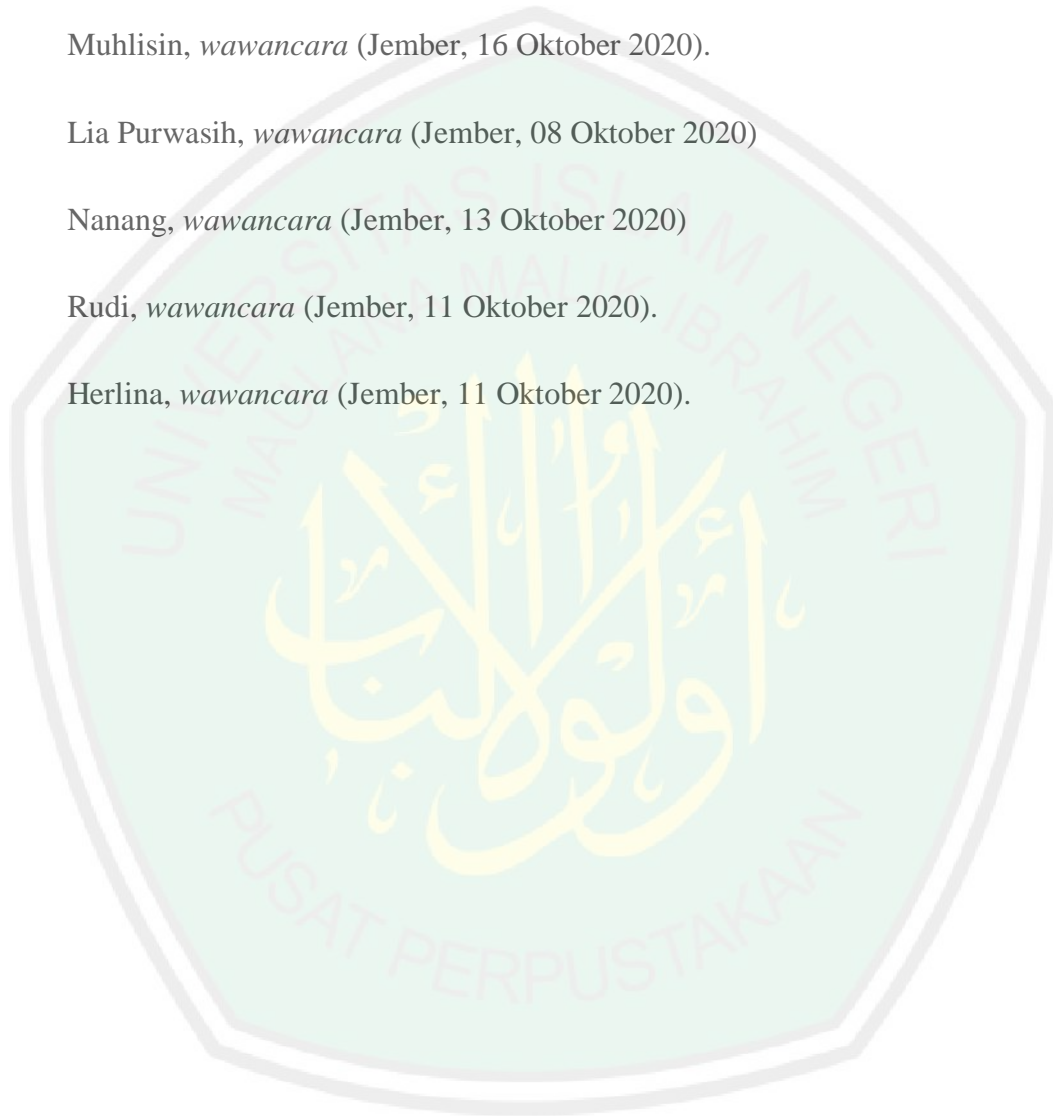 Muhlisin, wawancara (Jember, 16 Oktober 2020).
Lia Purwasih, wawancara (Jember, 08 Oktober 2020)
Nanang, wawancara (Jember, 13 Oktober 2020)
Rudi, wawancara (Jember, 11 Oktober 2020).
Herlina, wawancara (Jember, 11 Oktober 2020).
UNIVERSITAS ISLAM NEGERI
MAULANA MALIK IBRAHIM
أولوا الألباب
PUSAT PERPUSTAKAAN